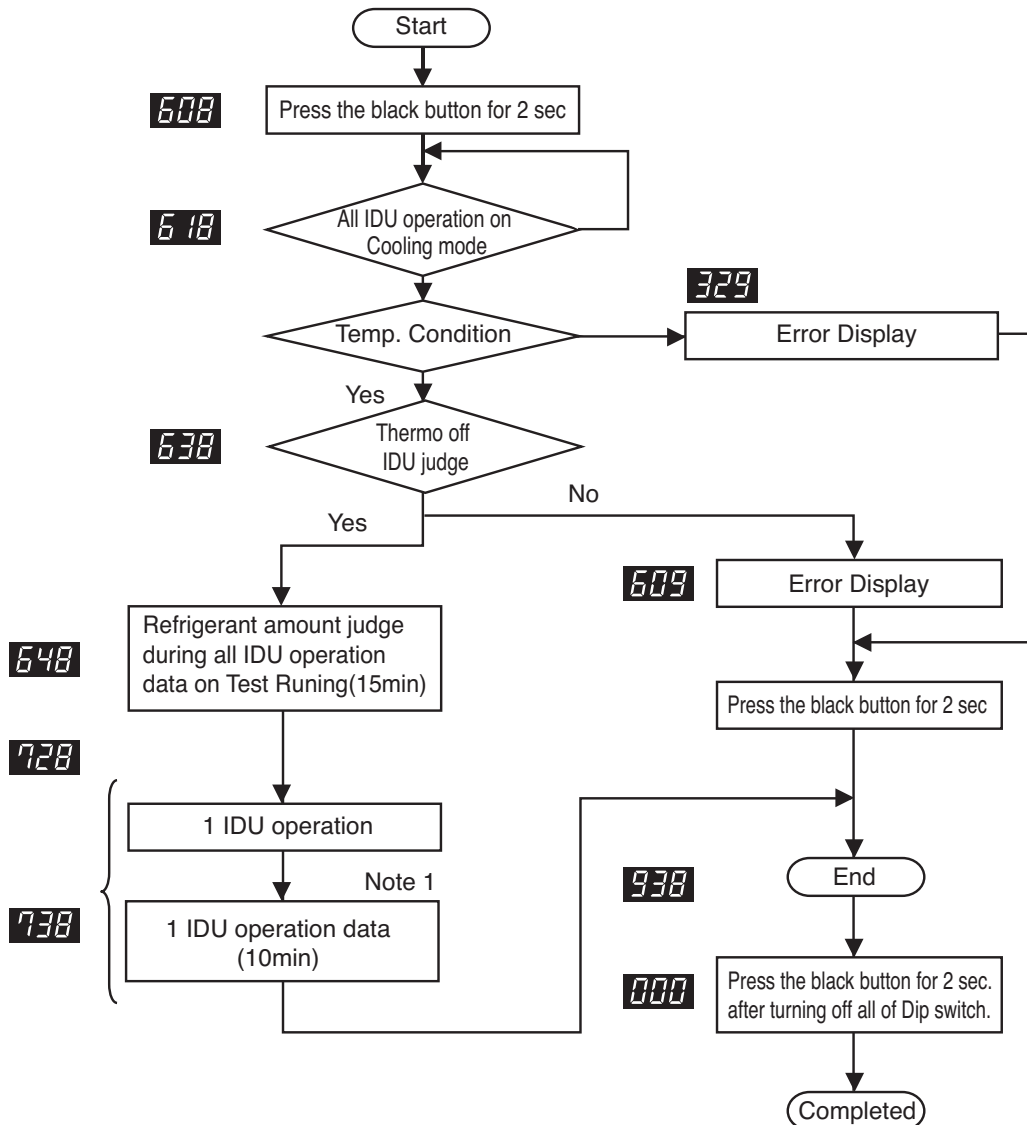 Start
608
Press the black button for 2 sec
618
All IDU operation on
Cooling mode
329
Temp. Condition
Error Display
Yes
638
Thermo off
IDU judge
No
Yes
609
Error Display
648
Refrigerant amount judge
during all IDU operation
data on Test Runing(15min)
Press the black button for 2 sec
728
1 IDU operation
Note 1
938
End
738
1 IDU operation data
(10min)
000
Press the black button for 2 sec.
after turning off all of Dip switch.
Completed